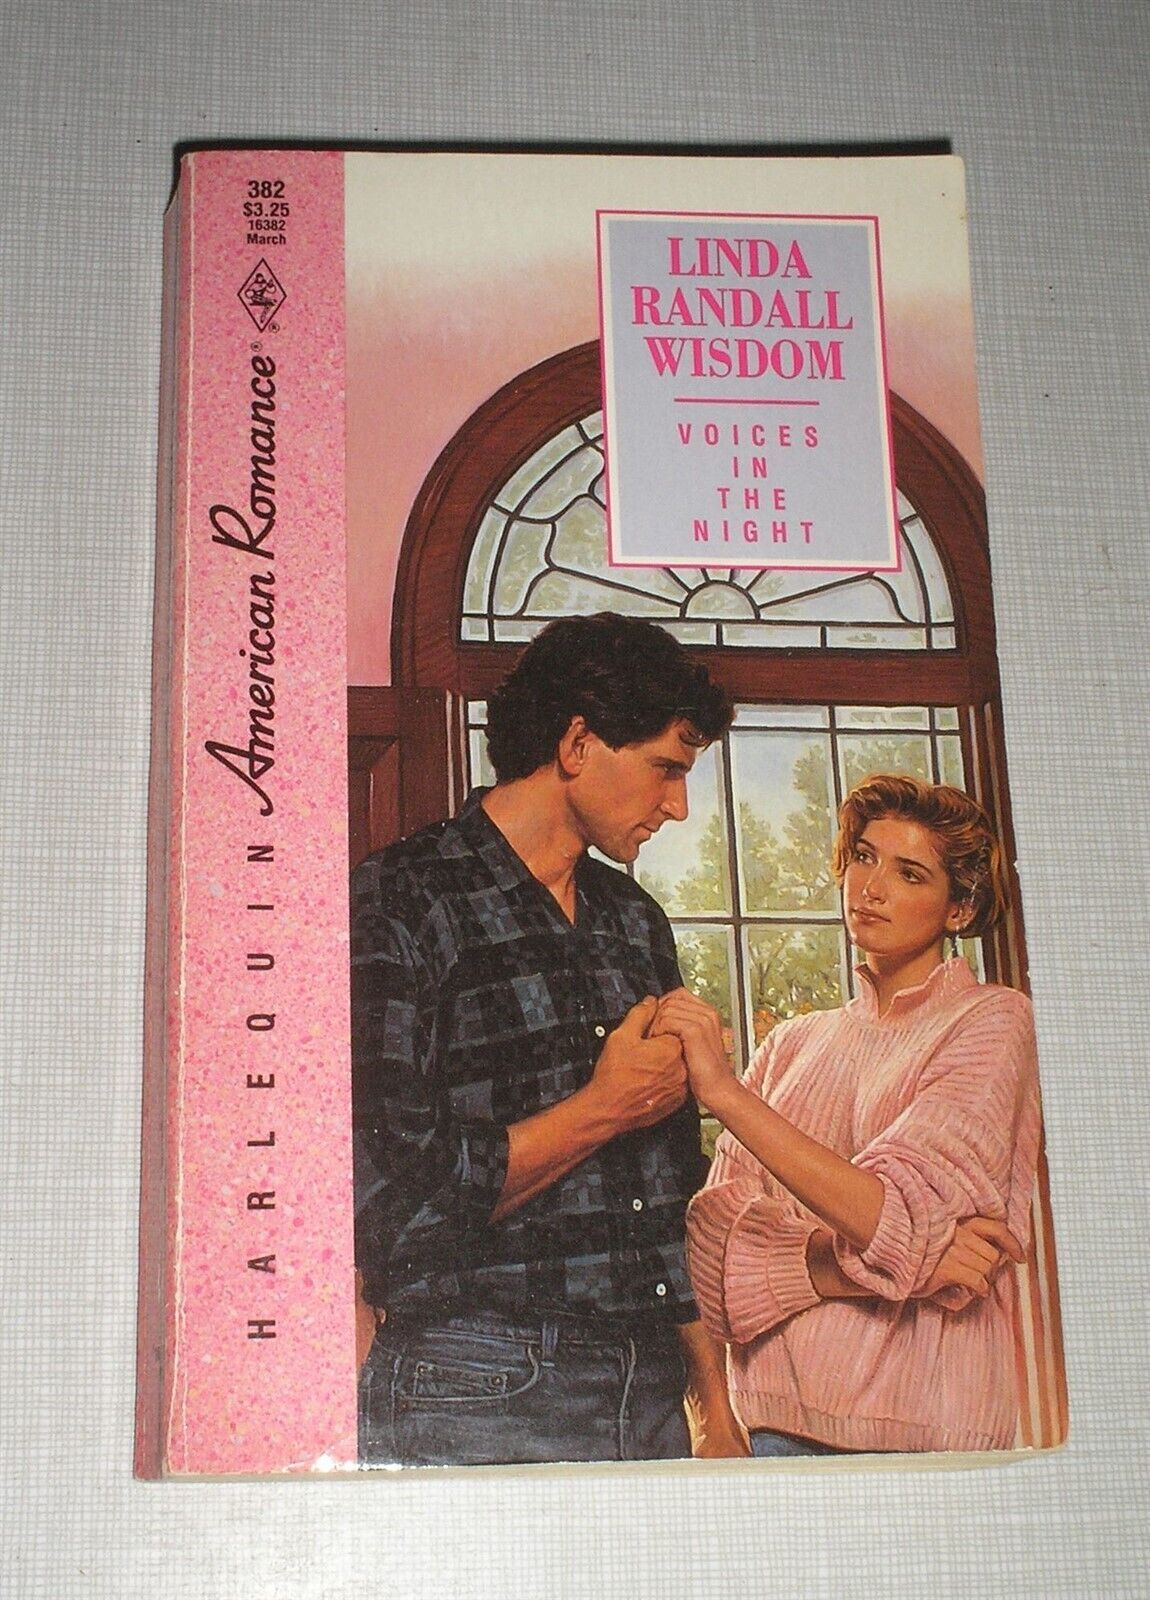 382
$3.25
16382
March
®
HARLEQUIN American Romance®
LINDA
RANDALL
WISDOM
VOICES
IN
THE
NIGHT